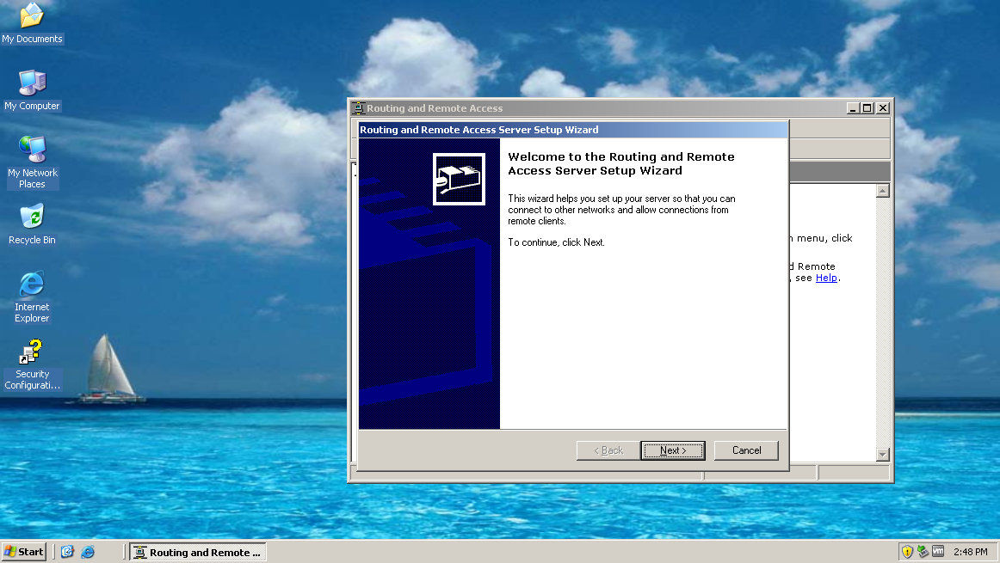 My Documents
My Computer
My Network
Places
Recycle Bin
Internet
Explorer
Security
Configurati...
Routing and Remote Access
Routing and Remote Access Server Setup Wizard
Welcome to the Routing and Remote
Access Server Setup Wizard
This wizard helps you set up your server so that you can
connect to other networks and allow connections from
remote clients.
To continue, click Next.
menu, click
Remote
, see Help.
< Back
Next >
Cancel
Start
Routing and Remote ...
vm
2:48 PM